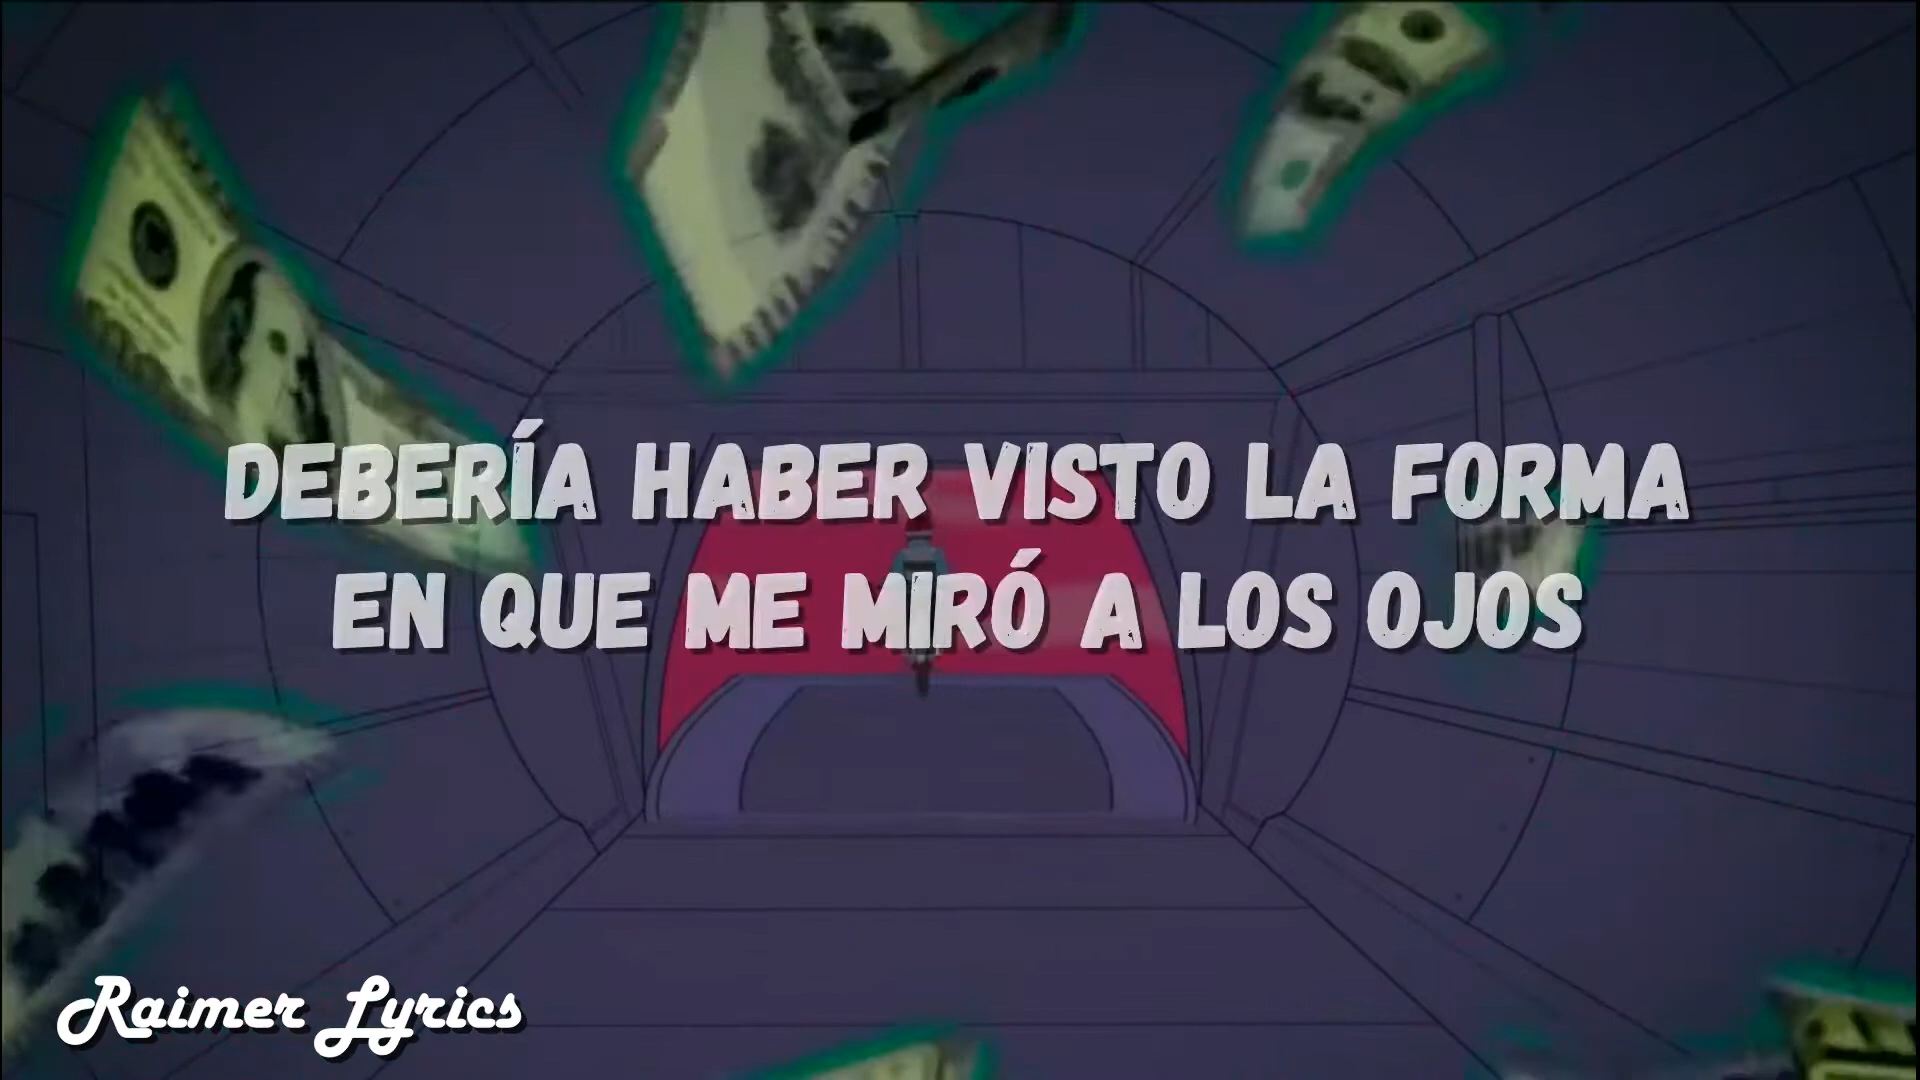 DEBERÍA HABER VISTO LA FORMA
EN QUE ME MIRÓ A LOS OJOS
Raimer Lyrics